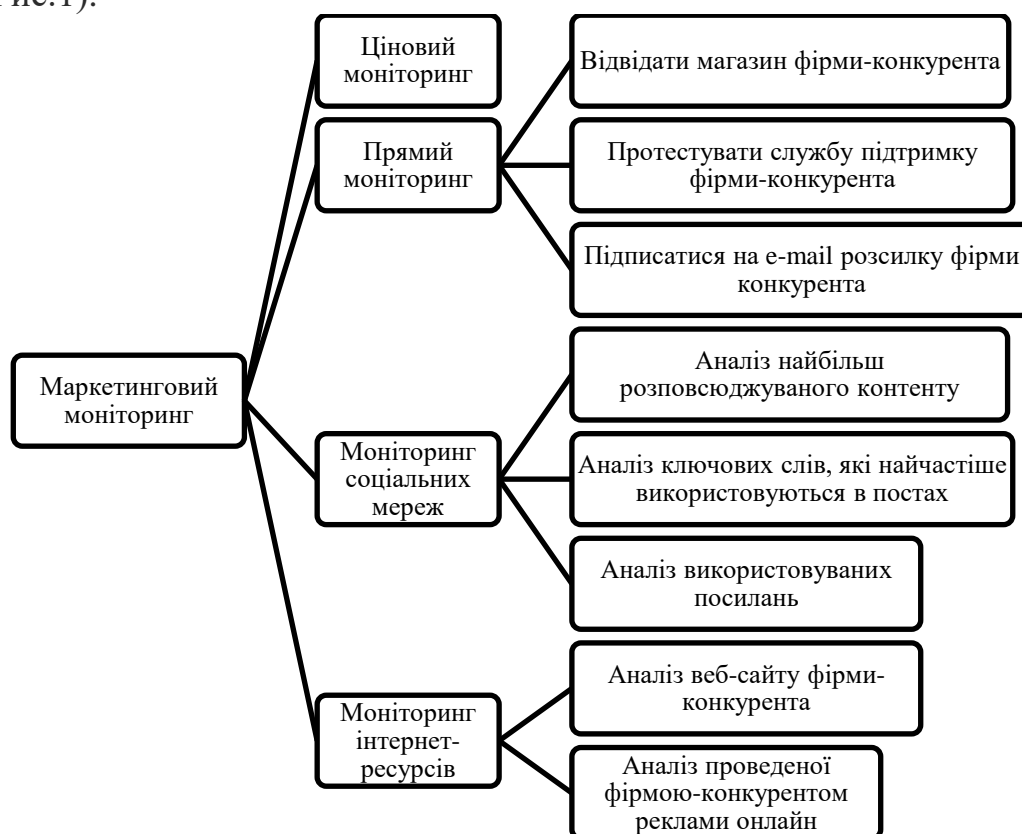 Рис.1).
Ціновий
моніторинг
Відвідати магазин фірми-конкурента
Прямий
моніторинг
Протестувати службу підтримку
фірми-конкурента
Підписатися на e-mail розсилку фірми
конкурента
Маркетинговий
моніторинг
Моніторинг
соціальних
мереж
Аналіз найбільш
розповсюджуваного контенту
Аналіз ключових слів, які найчастіше
використовуються в постах
Аналіз використовуваних
посилань
Моніторинг
інтернет-
ресурсів
Аналіз веб-сайту фірми-
конкурента
Аналіз проведеної
фірмою-конкурентом
реклами онлайн